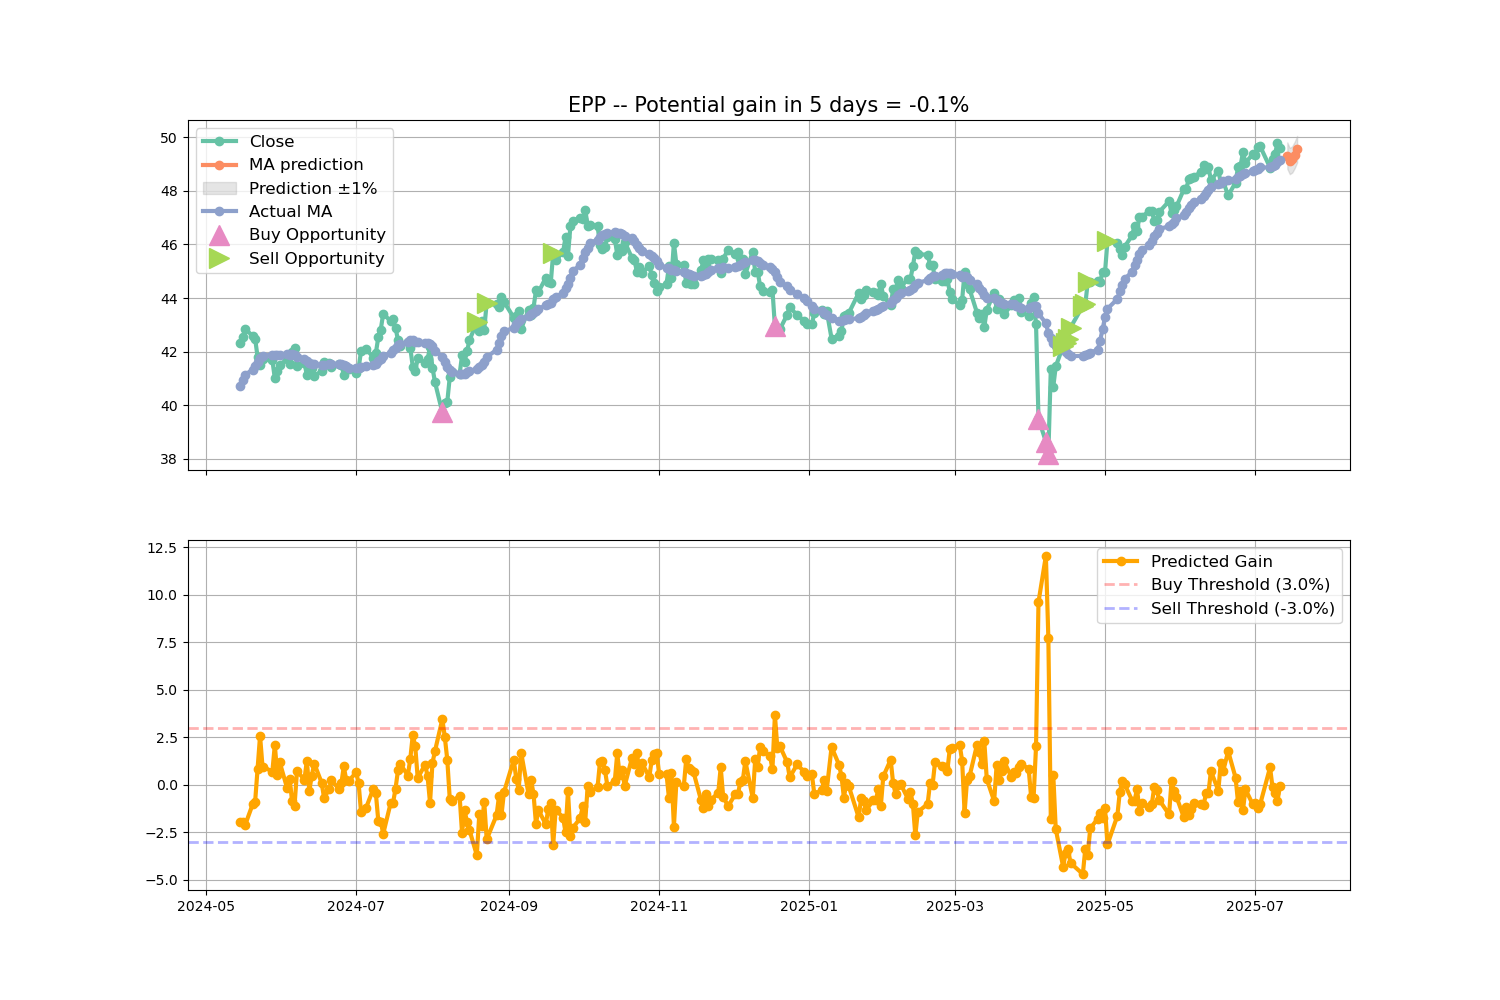 EPP -- Potential gain in 5 days = -0.1%
50
48
46
44
42
40
38
Close
MA prediction
Prediction ±1%
Actual MA
Buy Opportunity
Sell Opportunity
12.5
10.0
7.5
5.0
2.5
0.0
−2.5
−5.0
Predicted Gain
Buy Threshold (3.0%)
Sell Threshold (-3.0%)
2024-05
2024-07
2024-09
2024-11
2025-01
2025-03
2025-05
2025-07